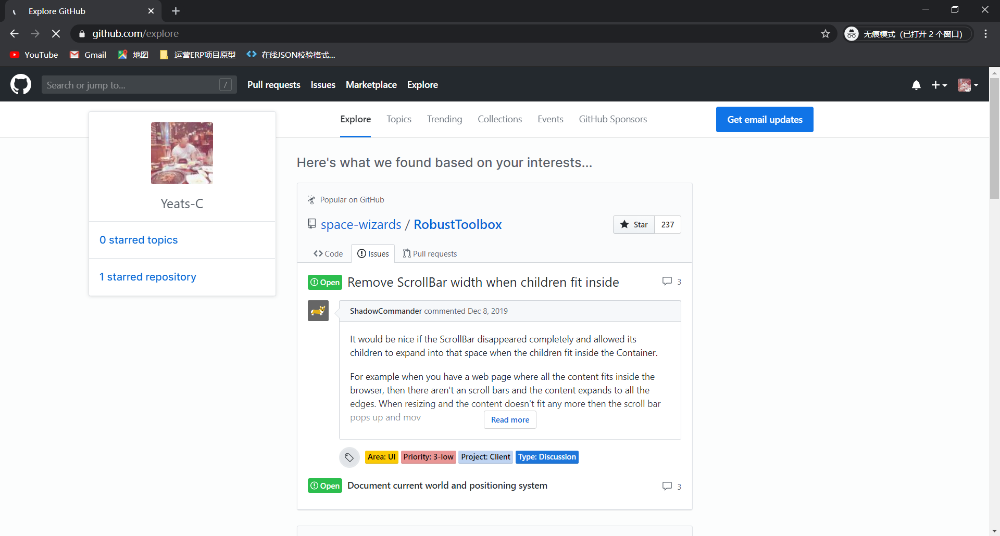 Explore GitHub
github.com/explore
无痕模式（已打开 2 个窗口）
YouTube Gmail 地图 运营ERP项目原型 在线JSON校验格式...
Search or jump to... / Pull requests Issues Marketplace Explore
Explore Topics Trending Collections Events GitHub Sponsors Get email updates
Yeats-C
0 starred topics
1 starred repository
Here's what we found based on your interests...
Popular on GitHub
space-wizards / RobustToolbox Star 237
Code Issues Pull requests
Open Remove ScrollBar width when children fit inside 3
ShadowCommander commented Dec 8, 2019
It would be nice if the ScrollBar disappeared completely and allowed its
children to expand into that space when the children fit inside the Container.
For example when you have a web page where all the content fits inside the
browser, then there aren't an scroll bars and the content expands to all the
edges. When resizing and the content doesn't fit any more then the scroll bar
pops up and mov
Read more
Area: UI Priority: 3-low Project: Client Type: Discussion
Open Document current world and positioning system 3